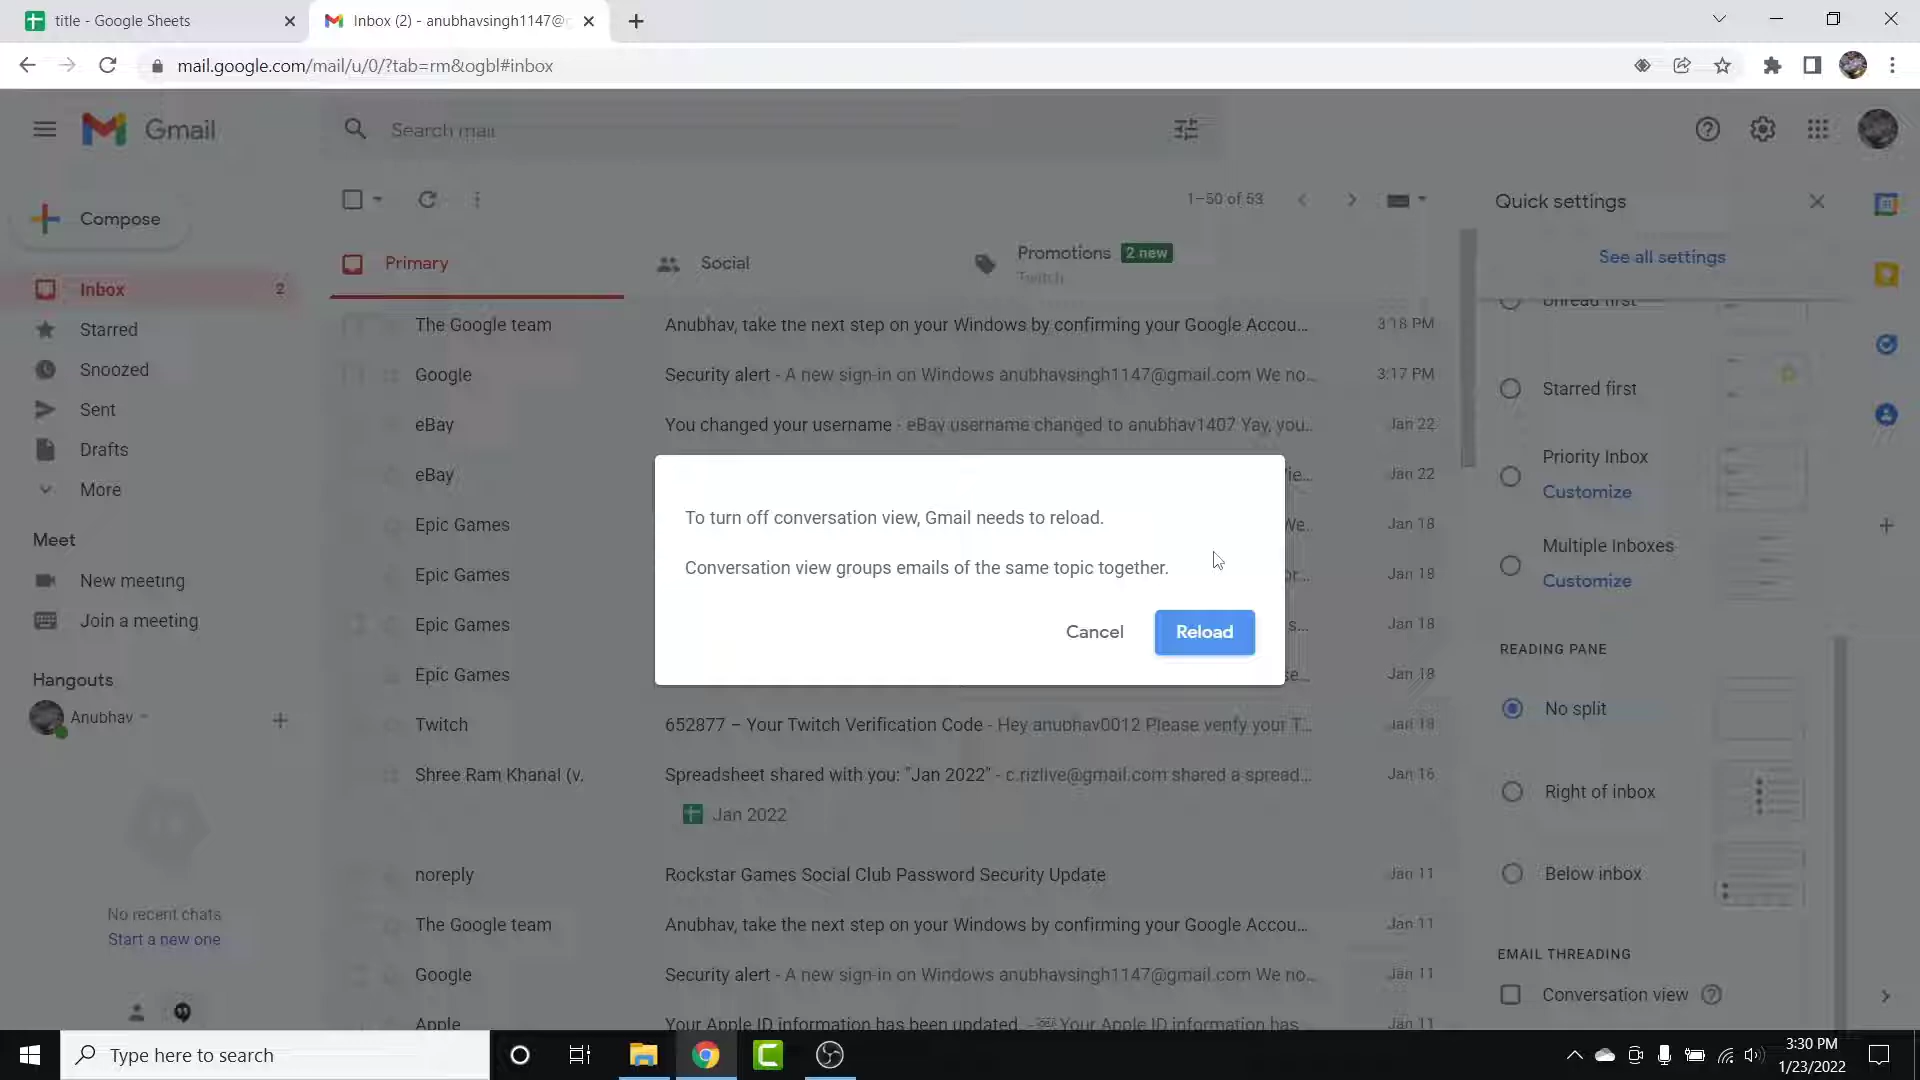 title - Google Sheets
Inbox (2) - anubhavsingh1147@
mail.google.com/mail/u/0/?tab=rm&ogbl#inbox
Gmail
Search mail
Compose
1–50 of 53
Quick settings
See all settings
Primary
Social
Promotions 2 new
Twitch
Inbox 2
Starred
Snoozed
Sent
Drafts
More
Meet
New meeting
Join a meeting
Hangouts
Anubhav
No recent chats
Start a new one
The Google team Anubhav, take the next step on your Windows by confirming your Google Accou... 3:18 PM
Google Security alert - A new sign-in on Windows anubhavsingh1147@gmail.com We no... 3:17 PM
eBay You changed your username - eBay username changed to anubhav1407 Yay, you... Jan 22
eBay Jan 22
Epic Games Jan 18
Epic Games Jan 18
Epic Games Jan 18
Epic Games Jan 18
Twitch 652877 – Your Twitch Verification Code - Hey anubhav0012 Please verify your T... Jan 18
Shree Ram Khanal (v. Spreadsheet shared with you: "Jan 2022" - c.rizlive@gmail.com shared a spread... Jan 16
Jan 2022
noreply Rockstar Games Social Club Password Security Update Jan 11
The Google team Anubhav, take the next step on your Windows by confirming your Google Accou... Jan 11
Google Security alert - A new sign-in on Windows anubhavsingh1147@gmail.com We no... Jan 11
Apple Your Apple ID information has been updated. - Your Apple ID information has Jan 11
To turn off conversation view, Gmail needs to reload.
Conversation view groups emails of the same topic together.
Cancel Reload
Unread first
Starred first
Priority Inbox
Customize
Multiple Inboxes
Customize
READING PANE
No split
Right of inbox
Below inbox
EMAIL THREADING
Conversation view
Type here to search
3:30 PM
1/23/2022